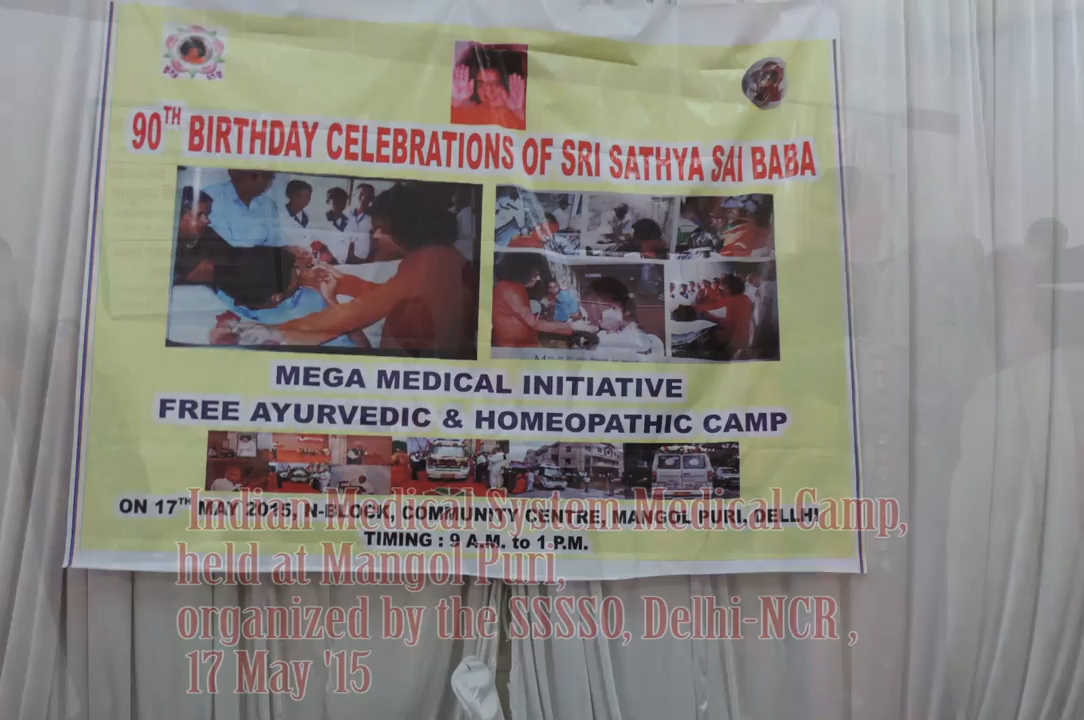 90TH BIRTHDAY CELEBRATIONS OF SRI SATHYA SAI BABA
MEGA MEDICAL INITIATIVE
FREE AYURVEDIC & HOMEOPATHIC CAMP
ON 17TH MAY 2015, N-BLOCK, COMMUNITY CENTRE, MANGOL PURI, DELLHI
TIMING : 9 A.M. to 1 P.M.
Indian Medical System Medical Camp,
held at Mangol Puri,
organized by the SSSSO, Delhi-NCR ,
17 May '15